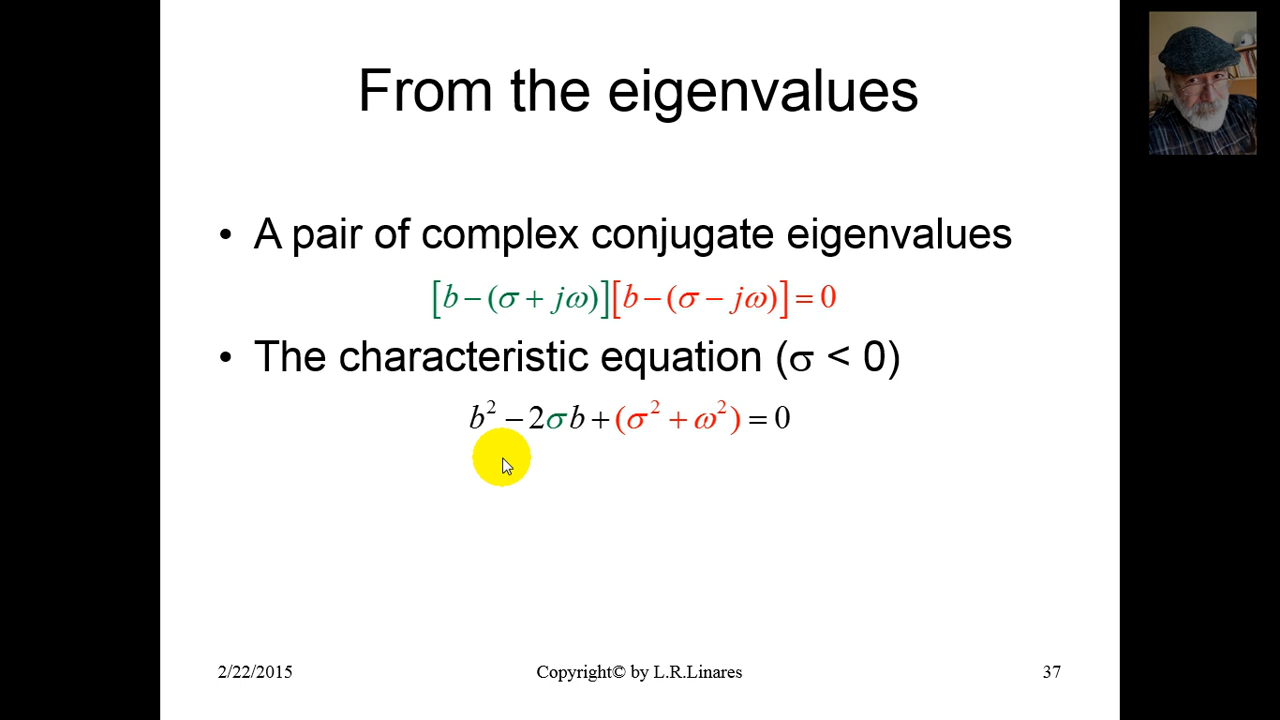 From the eigenvalues
• A pair of complex conjugate eigenvalues
[b − (σ + jω)][b − (σ − jω)] = 0
• The characteristic equation (σ < 0)
b² − 2σb + (σ² + ω²) = 0
2/22/2015 Copyright© by L.R.Linares 37